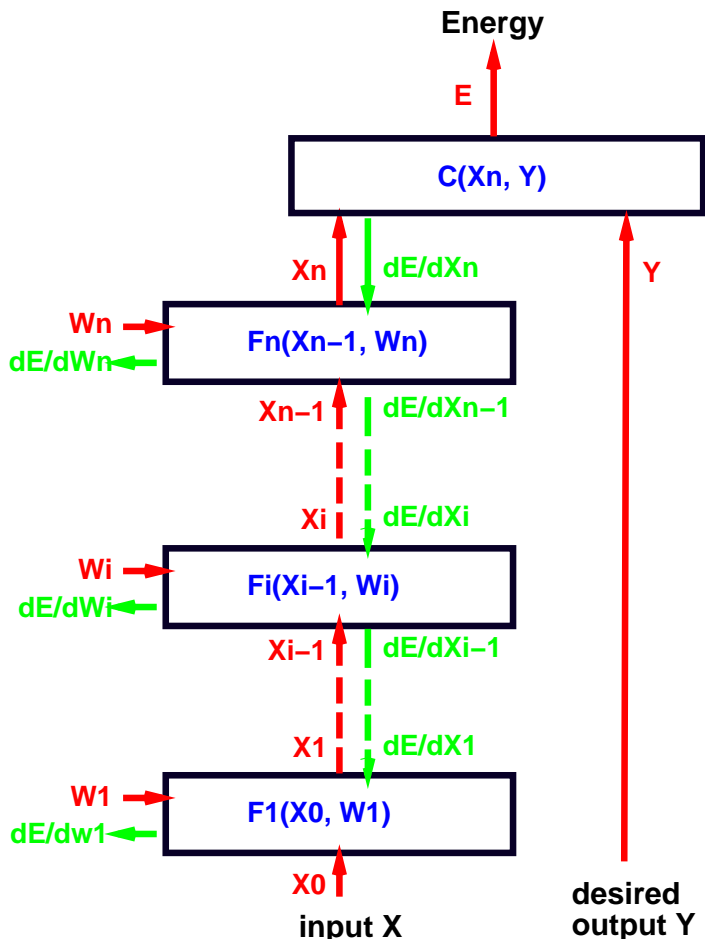 Energy
E
C(Xn, Y)
Xn
dE/dXn
Y
Wn
Fn(Xn−1, Wn)
dE/dWn
Xn−1
dE/dXn−1
Xi
dE/dXi
Wi
Fi(Xi−1, Wi)
dE/dWi
Xi−1
dE/dXi−1
X1
dE/dX1
W1
F1(X0, W1)
dE/dw1
X0
input X
desired
output Y